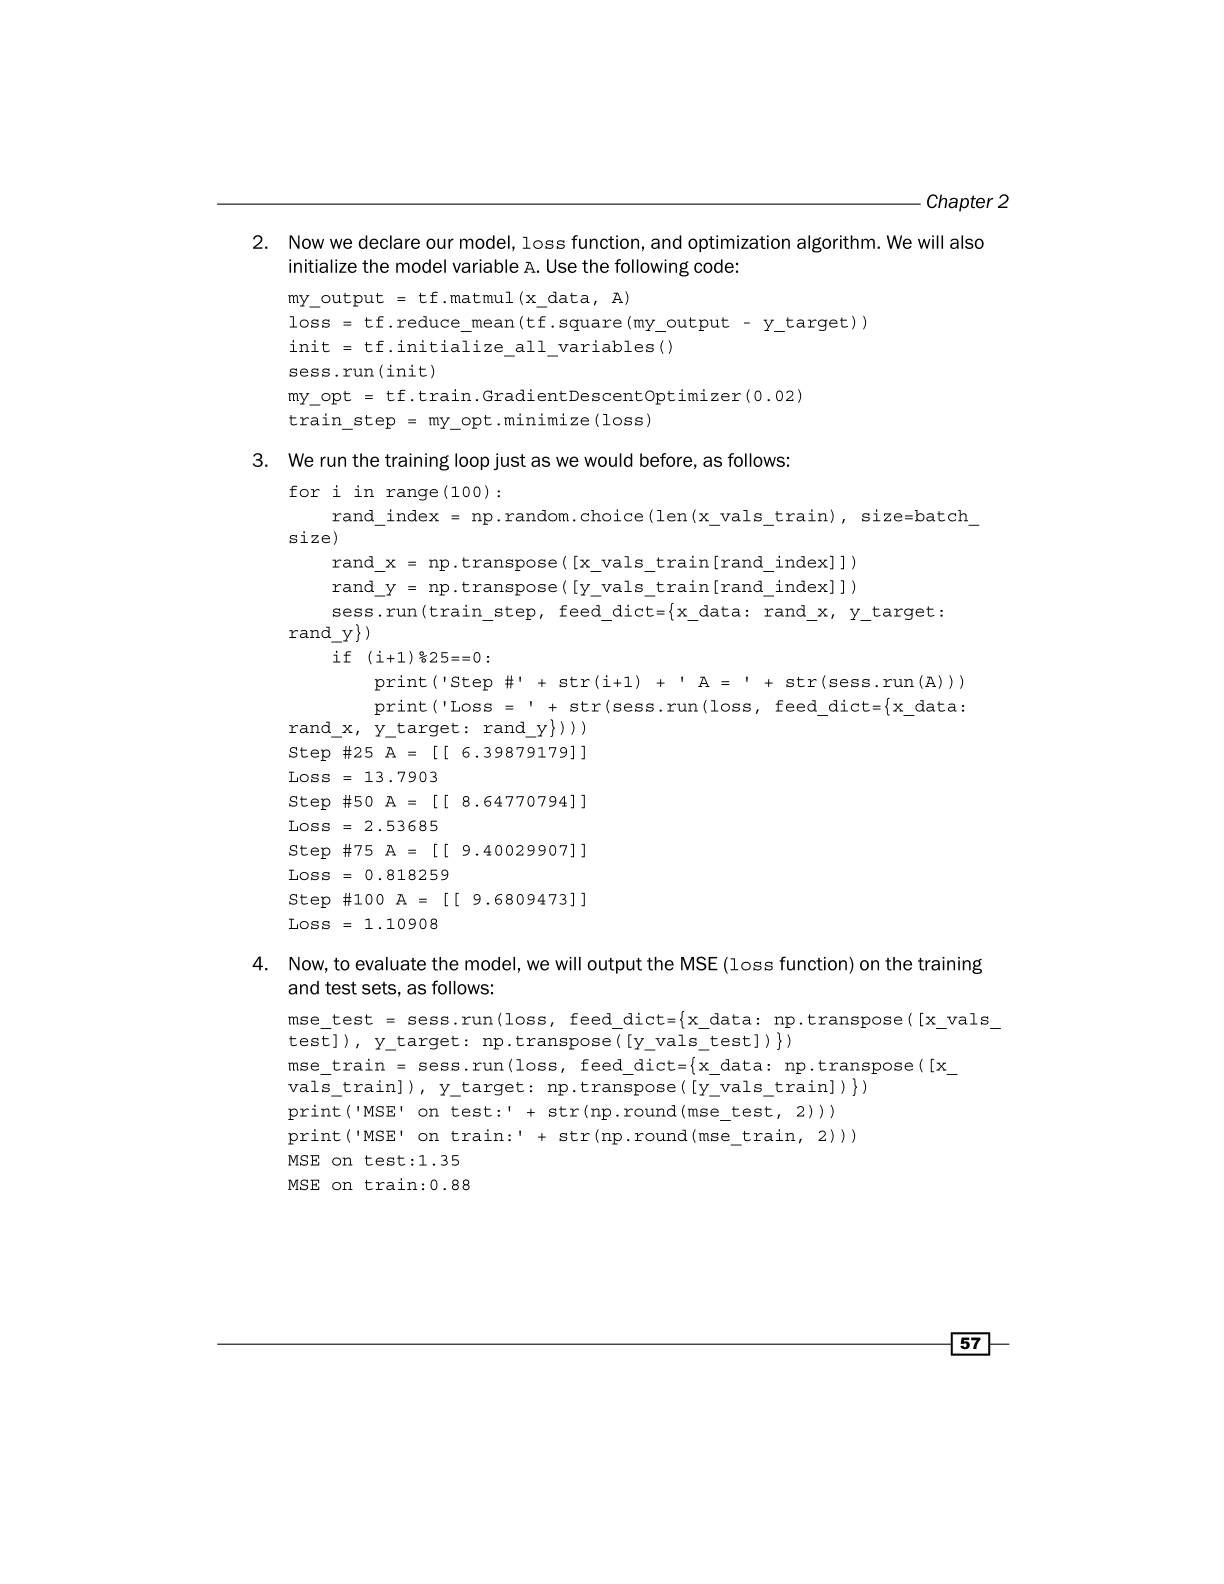 Chapter 2
2. Now we declare our model, loss function, and optimization algorithm. We will also
initialize the model variable A. Use the following code:
my_output = tf.matmul(x_data, A)
loss = tf.reduce_mean(tf.square(my_output - y_target))
init = tf.initialize_all_variables()
sess.run(init)
my_opt = tf.train.GradientDescentOptimizer(0.02)
train_step = my_opt.minimize(loss)
3. We run the training loop just as we would before, as follows:
for i in range(100):
    rand_index = np.random.choice(len(x_vals_train), size=batch_
size)
    rand_x = np.transpose([x_vals_train[rand_index]])
    rand_y = np.transpose([y_vals_train[rand_index]])
    sess.run(train_step, feed_dict={x_data: rand_x, y_target:
rand_y})
    if (i+1)%25==0:
        print('Step #' + str(i+1) + ' A = ' + str(sess.run(A)))
        print('Loss = ' + str(sess.run(loss, feed_dict={x_data:
rand_x, y_target: rand_y})))
Step #25 A = [[ 6.39879179]]
Loss = 13.7903
Step #50 A = [[ 8.64770794]]
Loss = 2.53685
Step #75 A = [[ 9.40029907]]
Loss = 0.818259
Step #100 A = [[ 9.6809473]]
Loss = 1.10908
4. Now, to evaluate the model, we will output the MSE (loss function) on the training
and test sets, as follows:
mse_test = sess.run(loss, feed_dict={x_data: np.transpose([x_vals_
test]), y_target: np.transpose([y_vals_test])})
mse_train = sess.run(loss, feed_dict={x_data: np.transpose([x_
vals_train]), y_target: np.transpose([y_vals_train])})
print('MSE' on test:' + str(np.round(mse_test, 2)))
print('MSE' on train:' + str(np.round(mse_train, 2)))
MSE on test:1.35
MSE on train:0.88
57